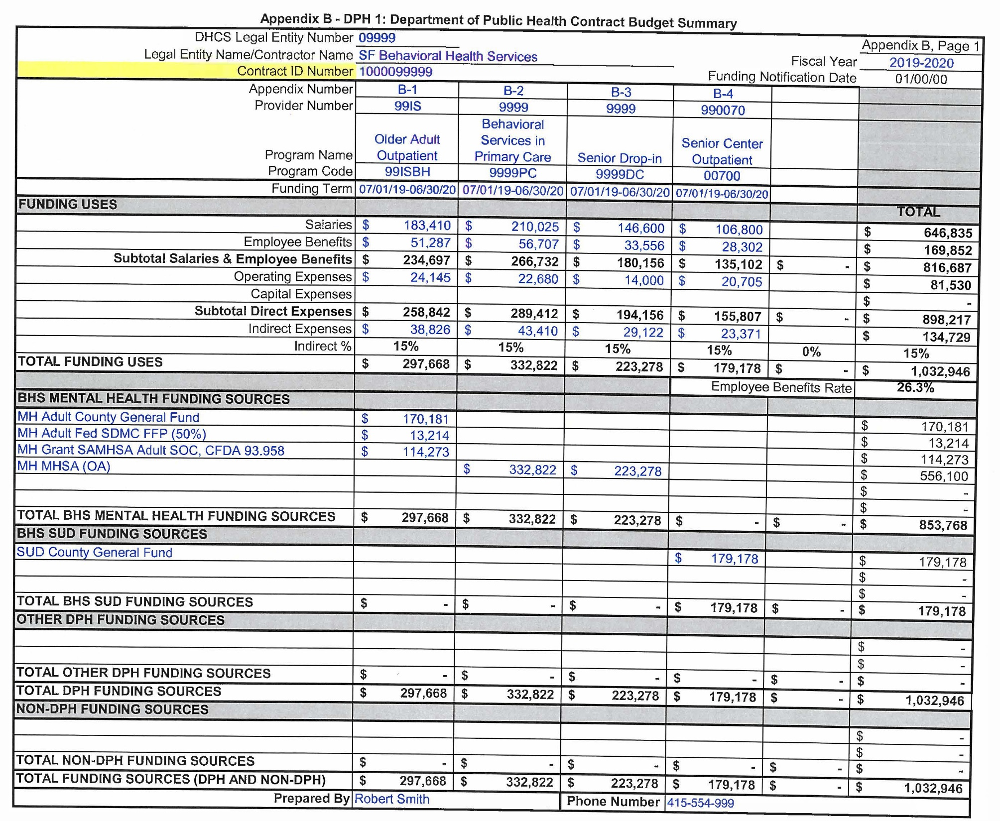 Appendix B - DPH 1: Department of Public Health Contract Budget Summary
DHCS Legal Entity Number 09999 Appendix B, Page 1
Legal Entity Name/Contractor Name SF Behavioral Health Services Fiscal Year 2019-2020
Contract ID Number 1000099999 Funding Notification Date 01/00/00
Appendix Number B-1 B-2 B-3 B-4
Provider Number 99IS 9999 9999 990070
Program Name Older Adult Outpatient Behavioral Services in Primary Care Senior Drop-in Senior Center Outpatient
Program Code 99ISBH 9999PC 9999DC 00700
Funding Term 07/01/19-06/30/20 07/01/19-06/30/20 07/01/19-06/30/20 07/01/19-06/30/20
FUNDING USES TOTAL
Salaries $ 183,410 $ 210,025 $ 146,600 $ 106,800 $ 646,835
Employee Benefits $ 51,287 $ 56,707 $ 33,556 $ 28,302 $ 169,852
Subtotal Salaries & Employee Benefits $ 234,697 $ 266,732 $ 180,156 $ 135,102 $ - $ 816,687
Operating Expenses $ 24,145 $ 22,680 $ 14,000 $ 20,705 $ 81,530
Capital Expenses $ -
Subtotal Direct Expenses $ 258,842 $ 289,412 $ 194,156 $ 155,807 $ - $ 898,217
Indirect Expenses $ 38,826 $ 43,410 $ 29,122 $ 23,371 $ 134,729
Indirect % 15% 15% 15% 15% 0% 15%
TOTAL FUNDING USES $ 297,668 $ 332,822 $ 223,278 $ 179,178 $ - $ 1,032,946
Employee Benefits Rate 26.3%
BHS MENTAL HEALTH FUNDING SOURCES
MH Adult County General Fund $ 170,181 $ 170,181
MH Adult Fed SDMC FFP (50%) $ 13,214 $ 13,214
MH Grant SAMHSA Adult SOC, CFDA 93.958 $ 114,273 $ 114,273
MH MHSA (OA) $ 332,822 $ 223,278 $ 556,100
$ -
$ -
TOTAL BHS MENTAL HEALTH FUNDING SOURCES $ 297,668 $ 332,822 $ 223,278 $ - $ - $ 853,768
BHS SUD FUNDING SOURCES
SUD County General Fund $ 179,178 $ 179,178
$ -
$ -
TOTAL BHS SUD FUNDING SOURCES $ - $ - $ - $ 179,178 $ - $ 179,178
OTHER DPH FUNDING SOURCES
$ -
$ -
TOTAL OTHER DPH FUNDING SOURCES $ - $ - $ - $ - $ - $ -
TOTAL DPH FUNDING SOURCES $ 297,668 $ 332,822 $ 223,278 $ 179,178 $ - $ 1,032,946
NON-DPH FUNDING SOURCES
$ -
$ -
TOTAL NON-DPH FUNDING SOURCES $ - $ - $ - $ - $ - $ -
TOTAL FUNDING SOURCES (DPH AND NON-DPH) $ 297,668 $ 332,822 $ 223,278 $ 179,178 $ - $ 1,032,946
Prepared By Robert Smith Phone Number 415-554-999